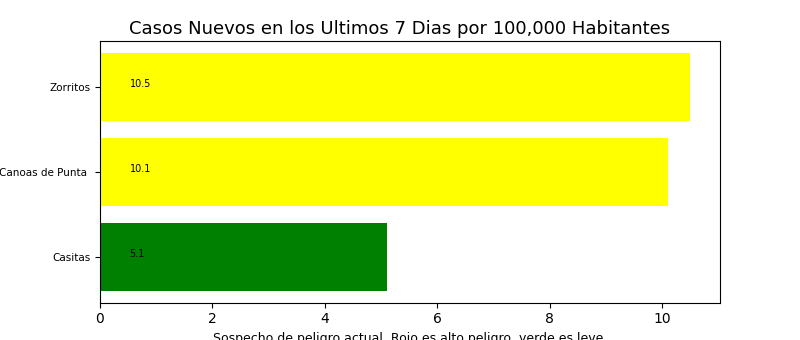 Casos Nuevos en los Ultimos 7 Dias por 100,000 Habitantes
Zorritos
10.5
Canoas de Punta
10.1
Casitas
5.1
0 2 4 6 8 10
Sospecho de peligro actual. Rojo es alto peligro, verde es leve